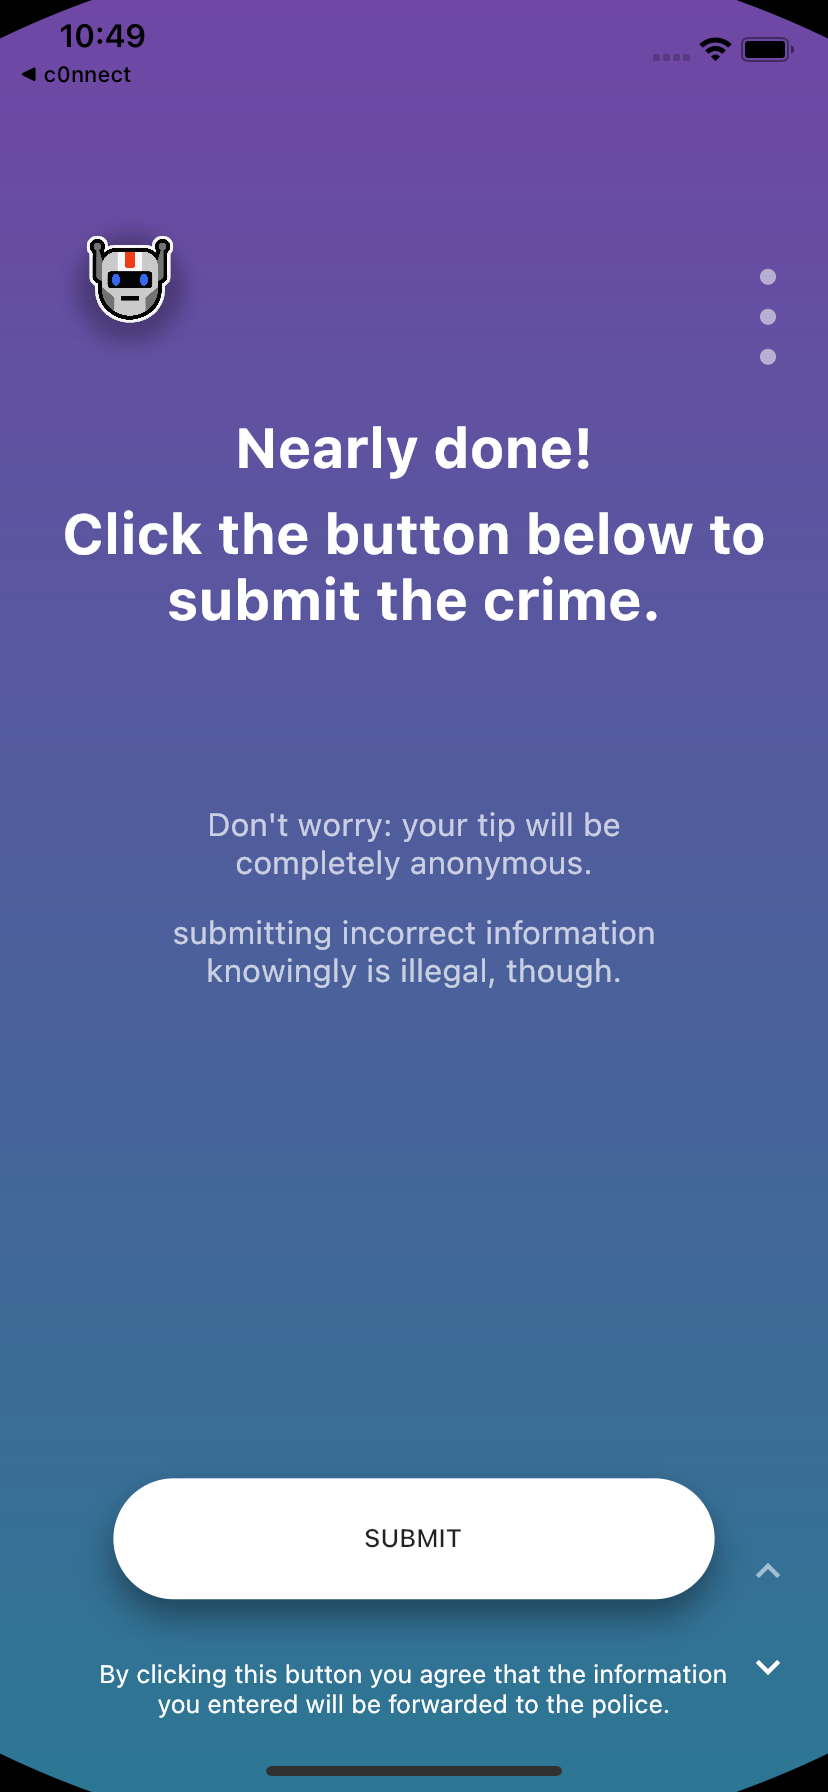 10:49
◀ c0nnect
Nearly done!
Click the button below to
submit the crime.
Don't worry: your tip will be
completely anonymous.
submitting incorrect information
knowingly is illegal, though.
SUBMIT
By clicking this button you agree that the information
you entered will be forwarded to the police.